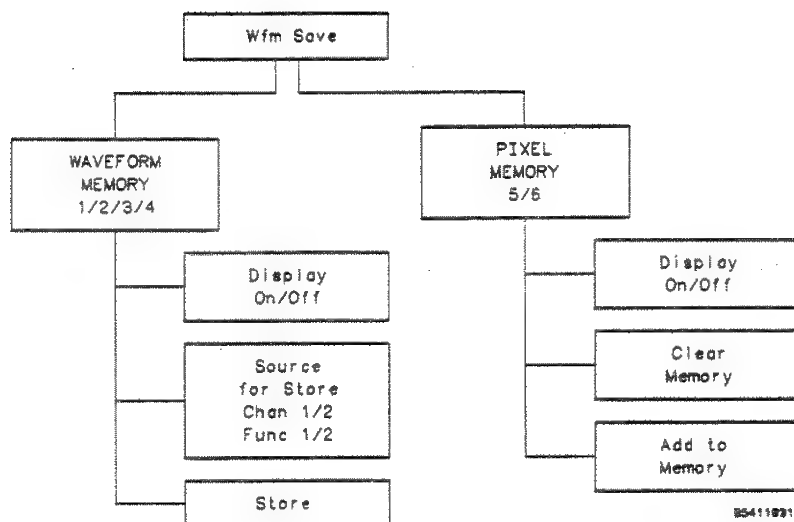 Wfm Save
WAVEFORM
MEMORY
1/2/3/4
PIXEL
MEMORY
5/6
Display
On/Off
Source
for Store
Chan 1/2
Func 1/2
Store
Display
On/Off
Clear
Memory
Add to
Memory